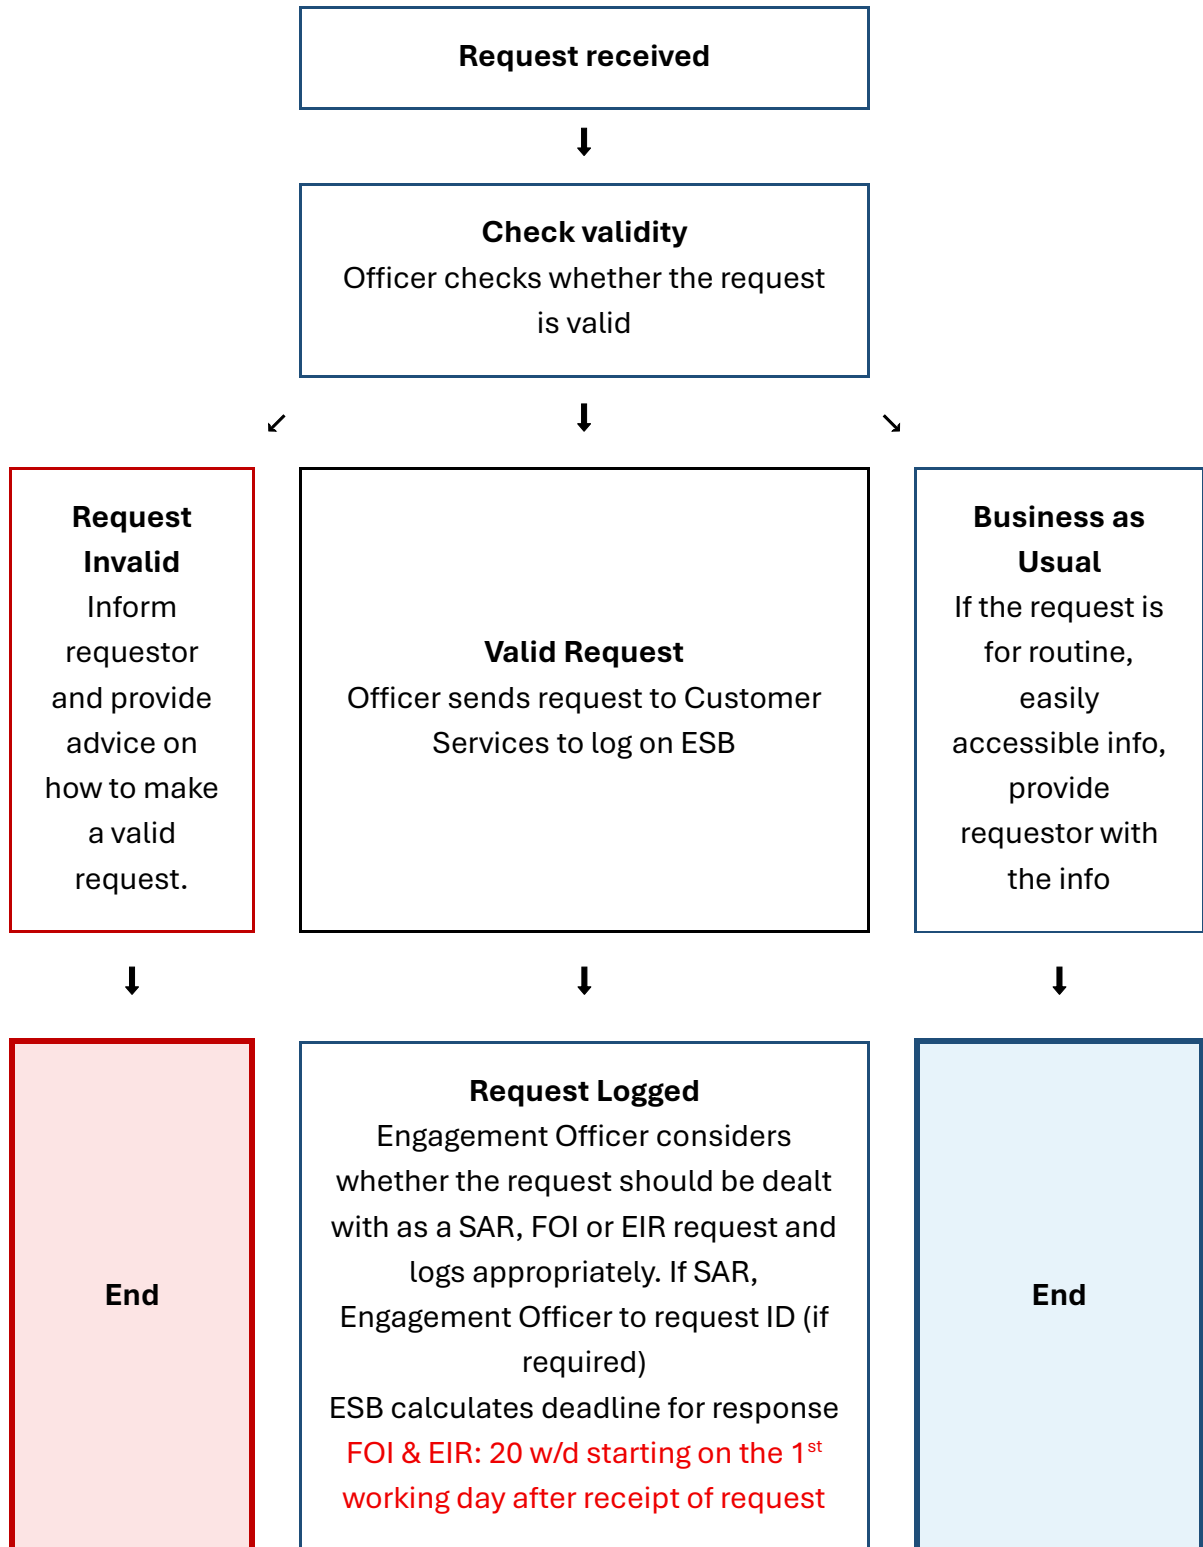 Request received
Check validity
Officer checks whether the request
is valid
Request
Invalid
Inform
requestor
and provide
advice on
how to make
a valid
request.
Valid Request
Officer sends request to Customer
Services to log on ESB
Business as
Usual
If the request is
for routine,
easily
accessible info,
provide
requestor with
the info
End
Request Logged
Engagement Officer considers
whether the request should be dealt
with as a SAR, FOI or EIR request and
logs appropriately. If SAR,
Engagement Officer to request ID (if
required)
ESB calculates deadline for response
FOI & EIR: 20 w/d starting on the 1st
working day after receipt of request
End